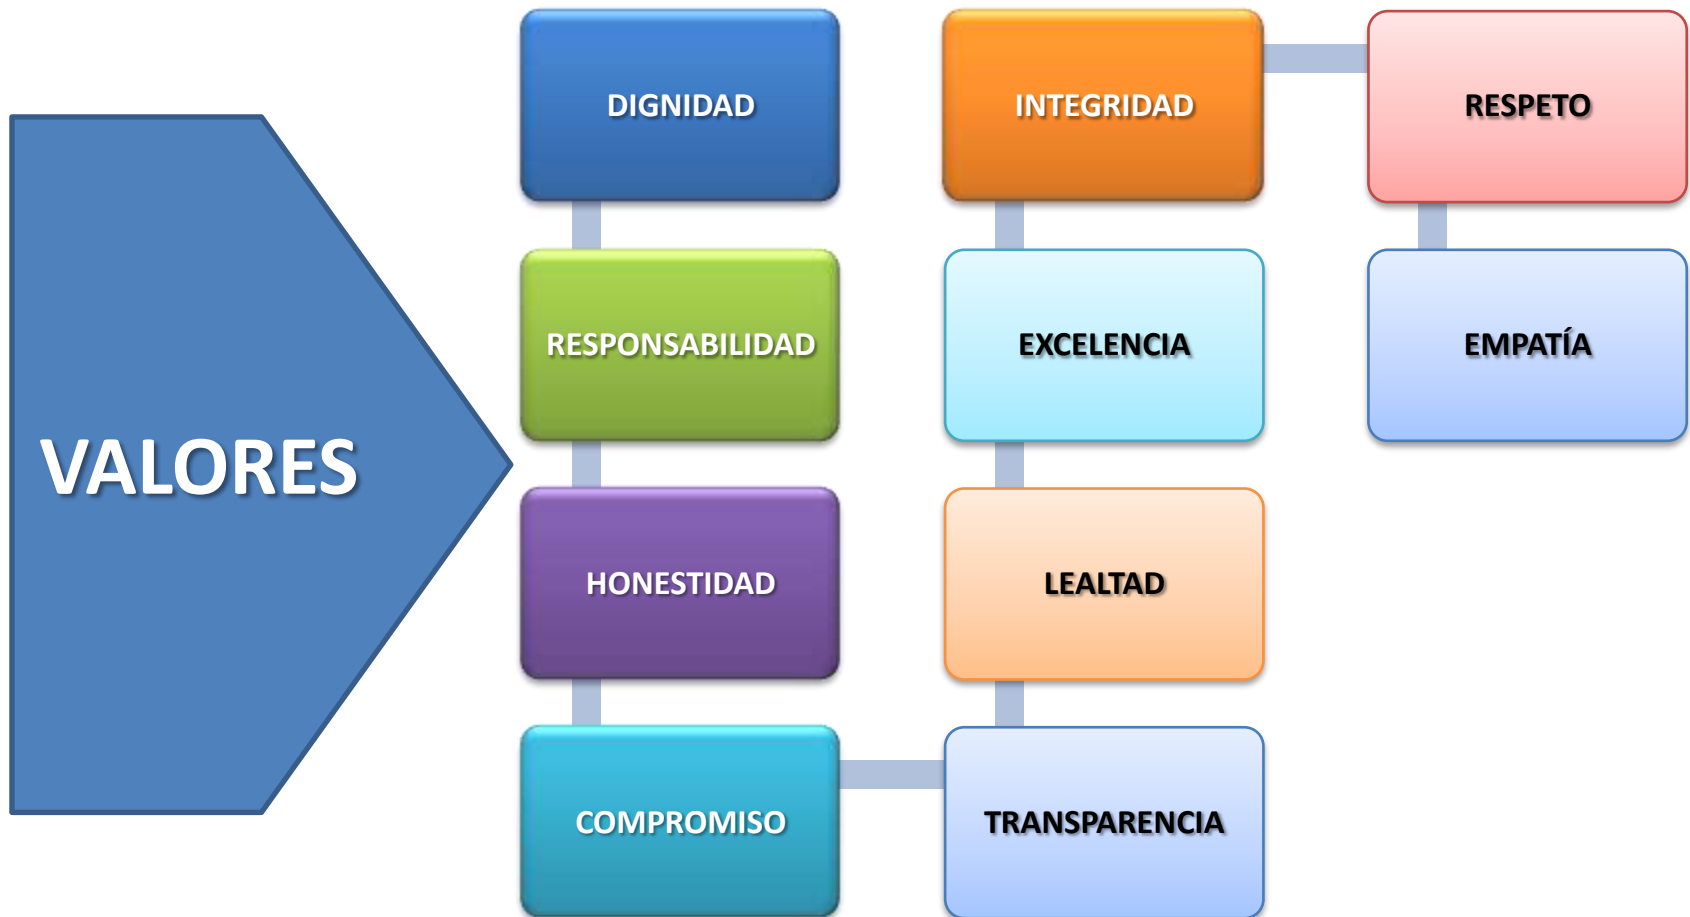 VALORES
DIGNIDAD
RESPONSABILIDAD
HONESTIDAD
COMPROMISO
TRANSPARENCIA
LEALTAD
EXCELENCIA
INTEGRIDAD
RESPETO
EMPATÍA